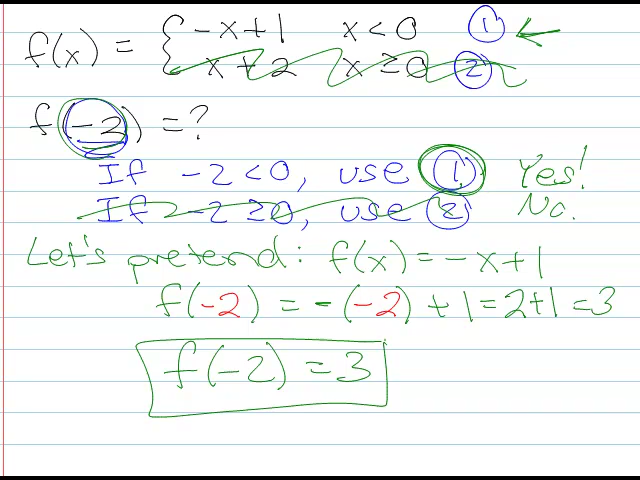 f(x) = { -x+1 x<0 ①
x+2 x≥0 ②
f(-2) = ?
If -2<0, use ① Yes!
If -2≥0, use ② No.
Let's pretend: f(x) = -x+1
f(-2) = -(-2)+1=2+1=3
f(-2) = 3